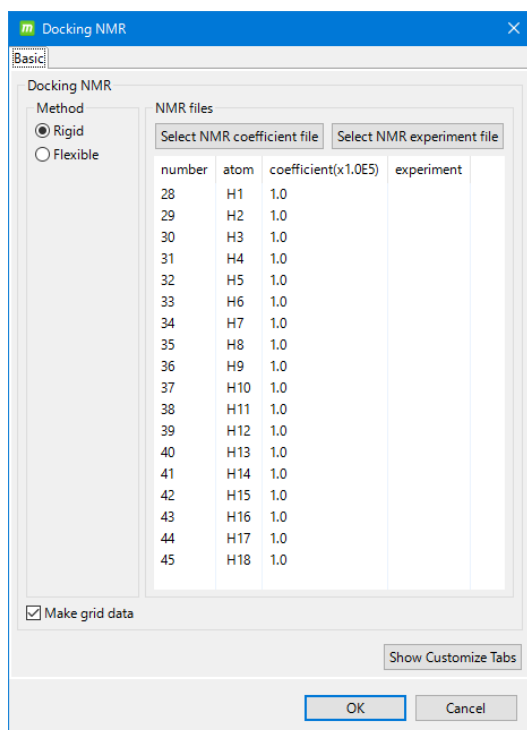 m Docking NMR
Basic
Docking NMR
Method
Rigid
Flexible
NMR files
Select NMR coefficient file Select NMR experiment file
number atom coefficient(x1.0E5) experiment
28 H1 1.0
29 H2 1.0
30 H3 1.0
31 H4 1.0
32 H5 1.0
33 H6 1.0
34 H7 1.0
35 H8 1.0
36 H9 1.0
37 H10 1.0
38 H11 1.0
39 H12 1.0
40 H13 1.0
41 H14 1.0
42 H15 1.0
43 H16 1.0
44 H17 1.0
45 H18 1.0
Make grid data
Show Customize Tabs
OK Cancel